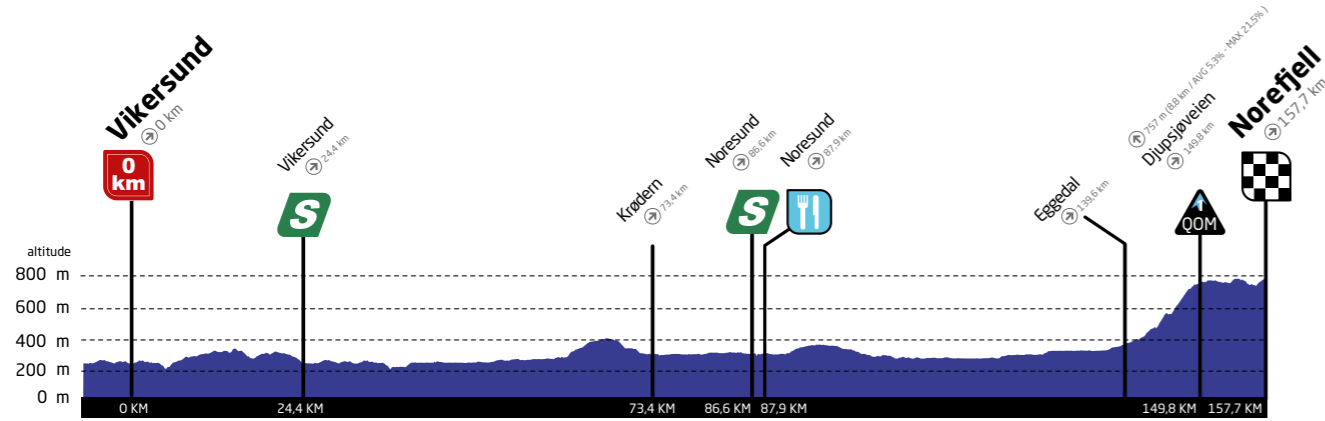 Vikersund
0 km
0
km
Vikersund
24,4 km
S
Krødern
73,4 km
Noresund
86,6 km
S
Noresund
87,9 km
Eggedal
139,6 km
757 m (8,8 km / AVG 5.3% - MAX 21,5% )
Djupsjøveien
149,8 km
QOM
Norefjell
157,7 km
altitude
800 m
600 m
400 m
200 m
0 m
0 KM
24,4 KM
73,4 KM
86,6 KM
87,9 KM
149,8 KM
157,7 KM